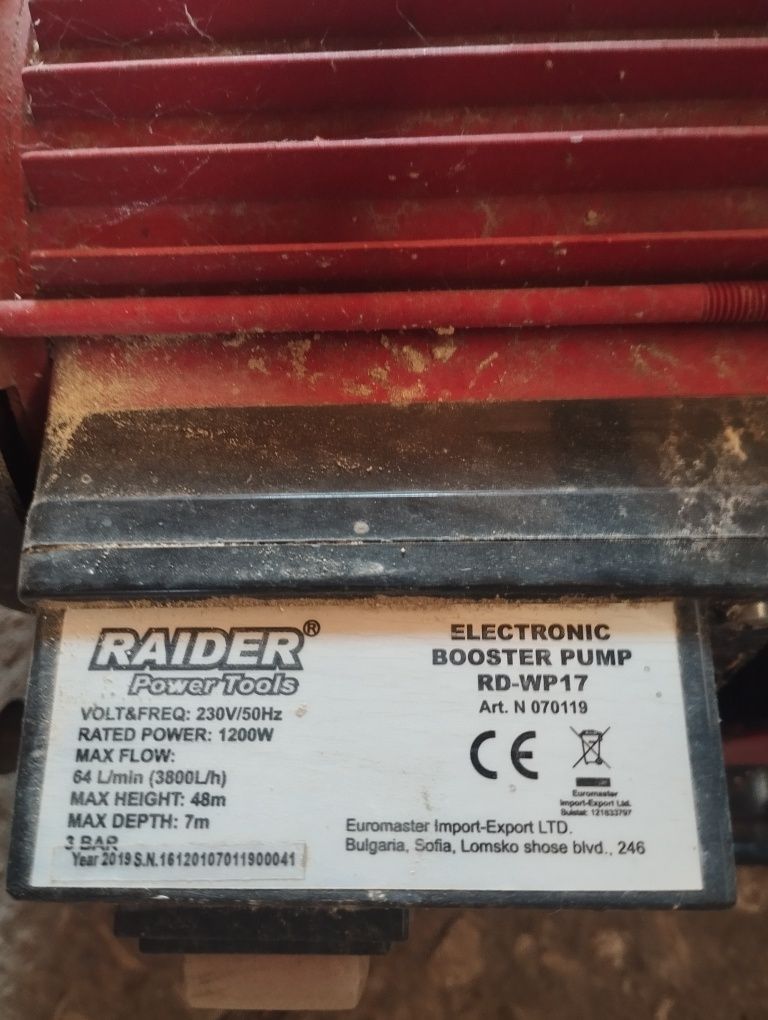 RAIDER®
Power Tools
VOLT&FREQ: 230V/50Hz
RATED POWER: 1200W
MAX FLOW:
64 L/min (3800L/h)
MAX HEIGHT: 48m
MAX DEPTH: 7m
3 BAR
Year 2019 S.N.16120107011900041
ELECTRONIC
BOOSTER PUMP
RD-WP17
Art. N 070119
CE
Euromaster
Import-Export Ltd.
Bulstat: 121633797
Euromaster Import-Export LTD.
Bulgaria, Sofia, Lomsko shose blvd., 246